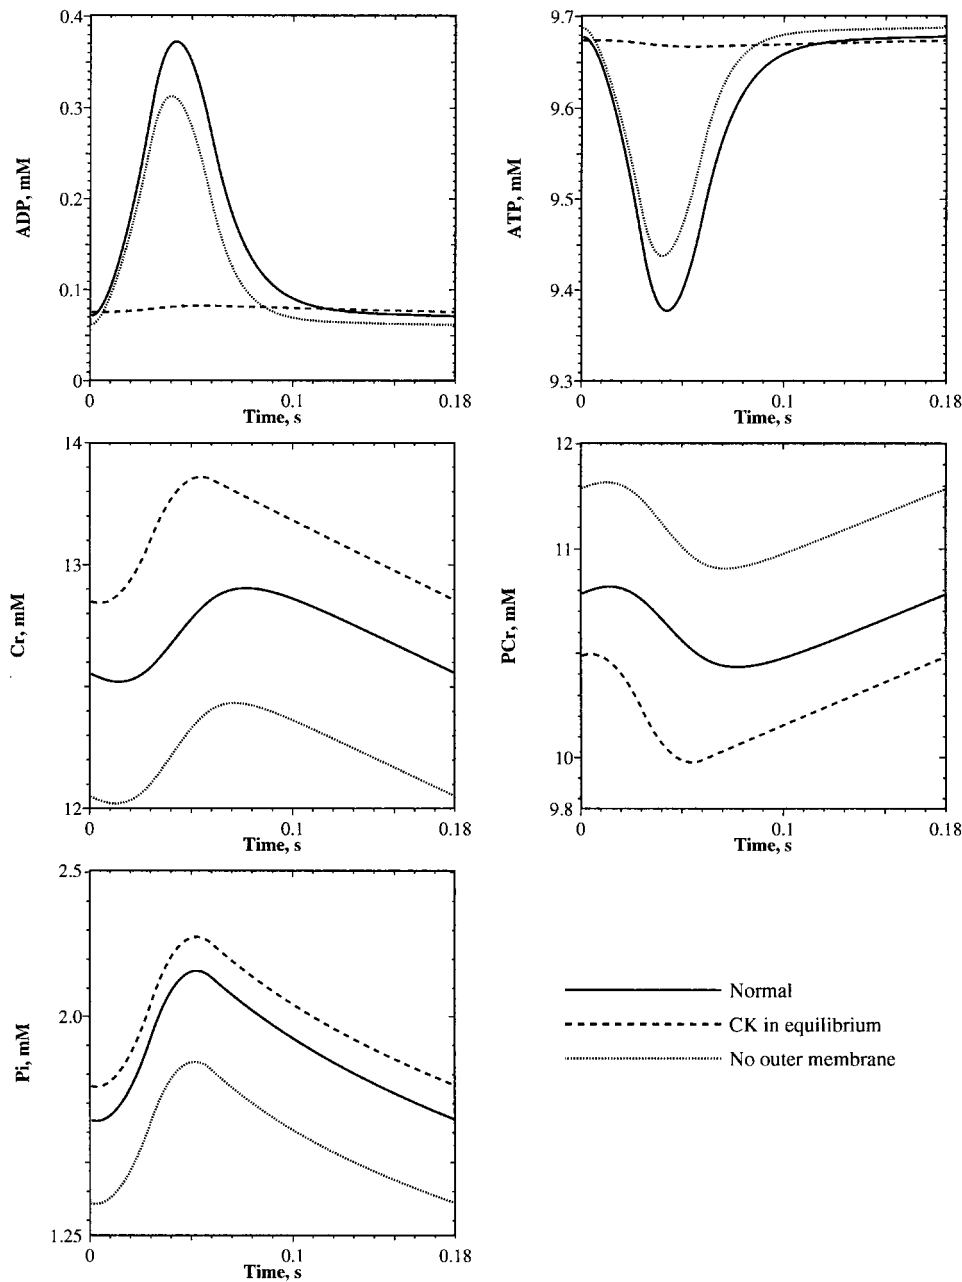 0.4
0.3
0.2
0.1
0
ADP, mM
0
0.1
0.18
Time, s
9.7
9.6
9.5
9.4
9.3
ATP, mM
0
0.1
0.18
Time, s
14
13
12
Cr, mM
0
0.1
0.18
Time, s
12
11
10
9.8
PCr, mM
0
0.1
0.18
Time, s
2.5
2.0
1.25
Pi, mM
0
0.1
0.18
Time, s
Normal
CK in equilibrium
No outer membrane